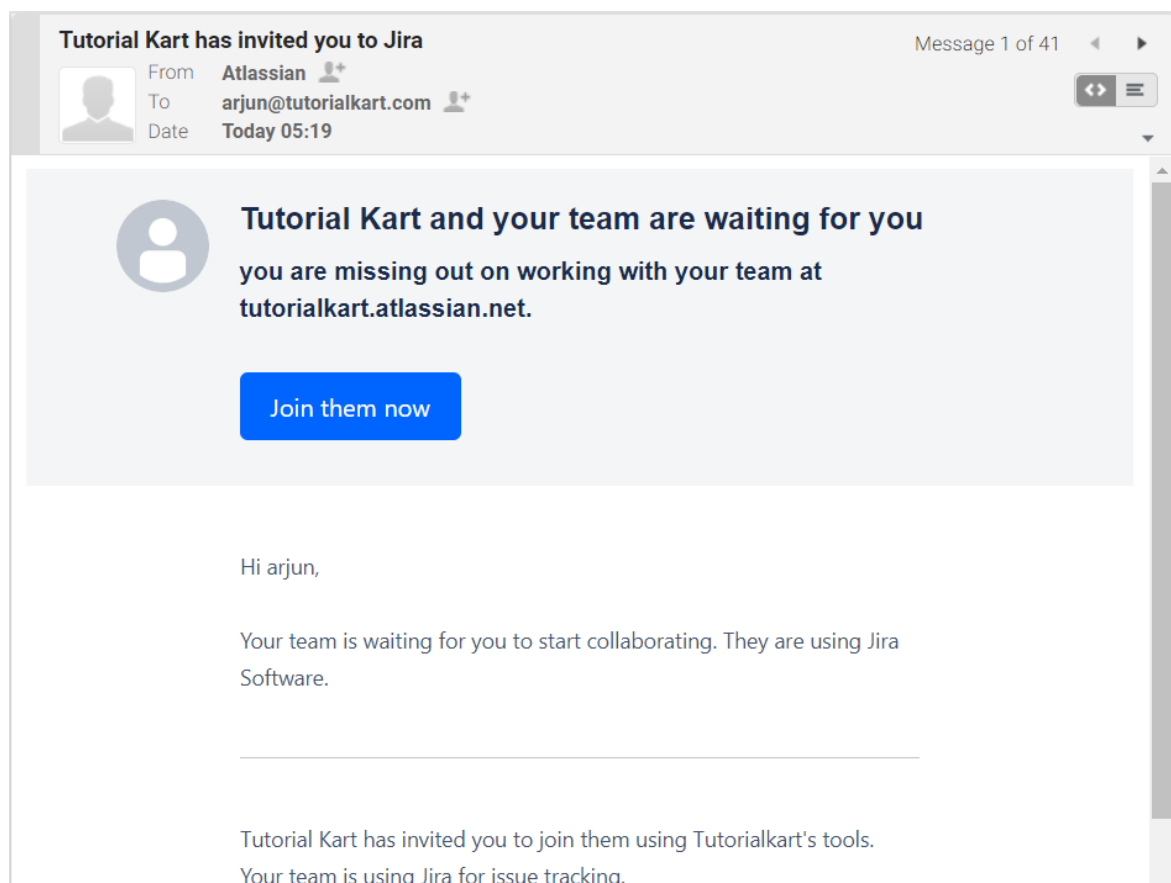 Tutorial Kart has invited you to Jira
Message 1 of 41
From Atlassian
To arjun@tutorialkart.com
Date Today 05:19
Tutorial Kart and your team are waiting for you
you are missing out on working with your team at
tutorialkart.atlassian.net.
Join them now
Hi arjun,
Your team is waiting for you to start collaborating. They are using Jira
Software.
Tutorial Kart has invited you to join them using Tutorialkart's tools.
Your team is using Jira for issue tracking.